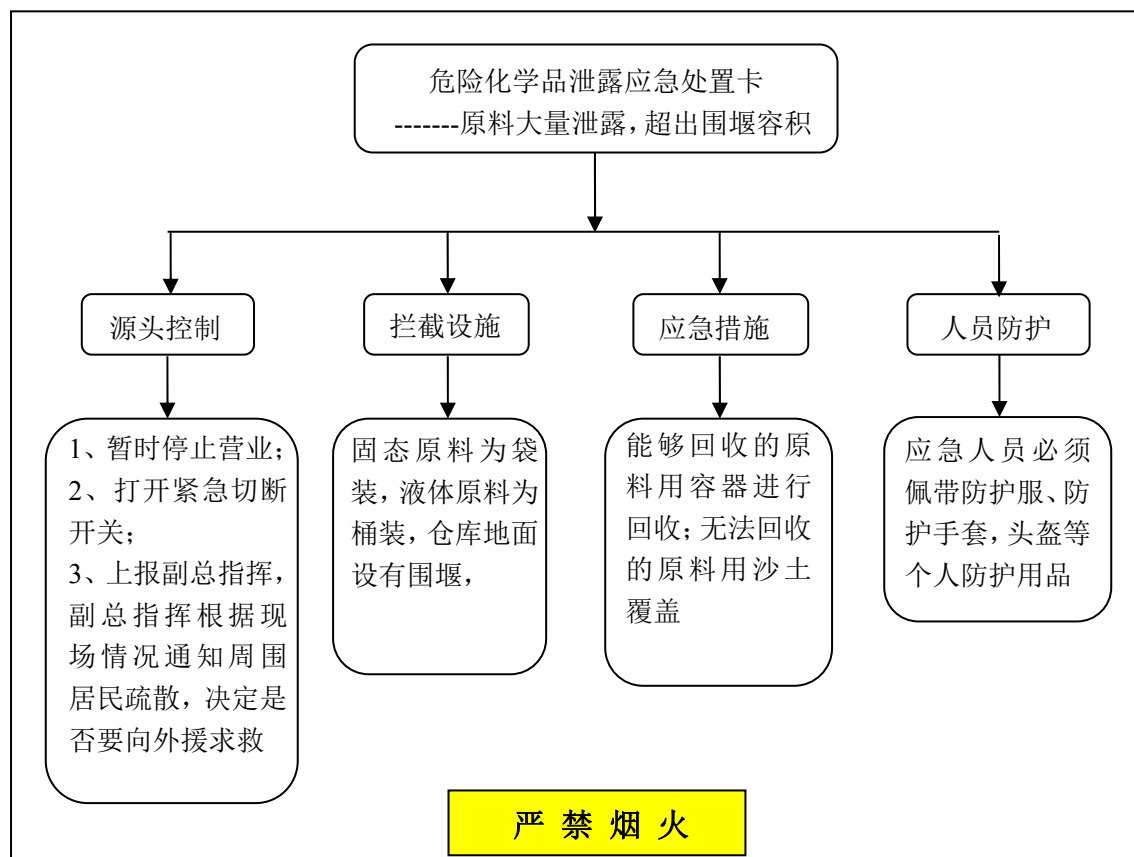 危险化学品泄露应急处置卡
-------原料大量泄露，超出围堰容积
源头控制
拦截设施
应急措施
人员防护
1、暂时停止营业；
2、打开紧急切断
开关；
3、上报副总指挥，
副总指挥根据现
场情况通知周围
居民疏散，决定是
否要向外援求救
固态原料为袋
装，液体原料为
桶装，仓库地面
设有围堰，
能够回收的原
料用容器进行
回收；无法回收
的原料用沙土
覆盖
应急人员必须
佩带防护服、防
护手套，头盔等
个人防护用品
严禁烟火